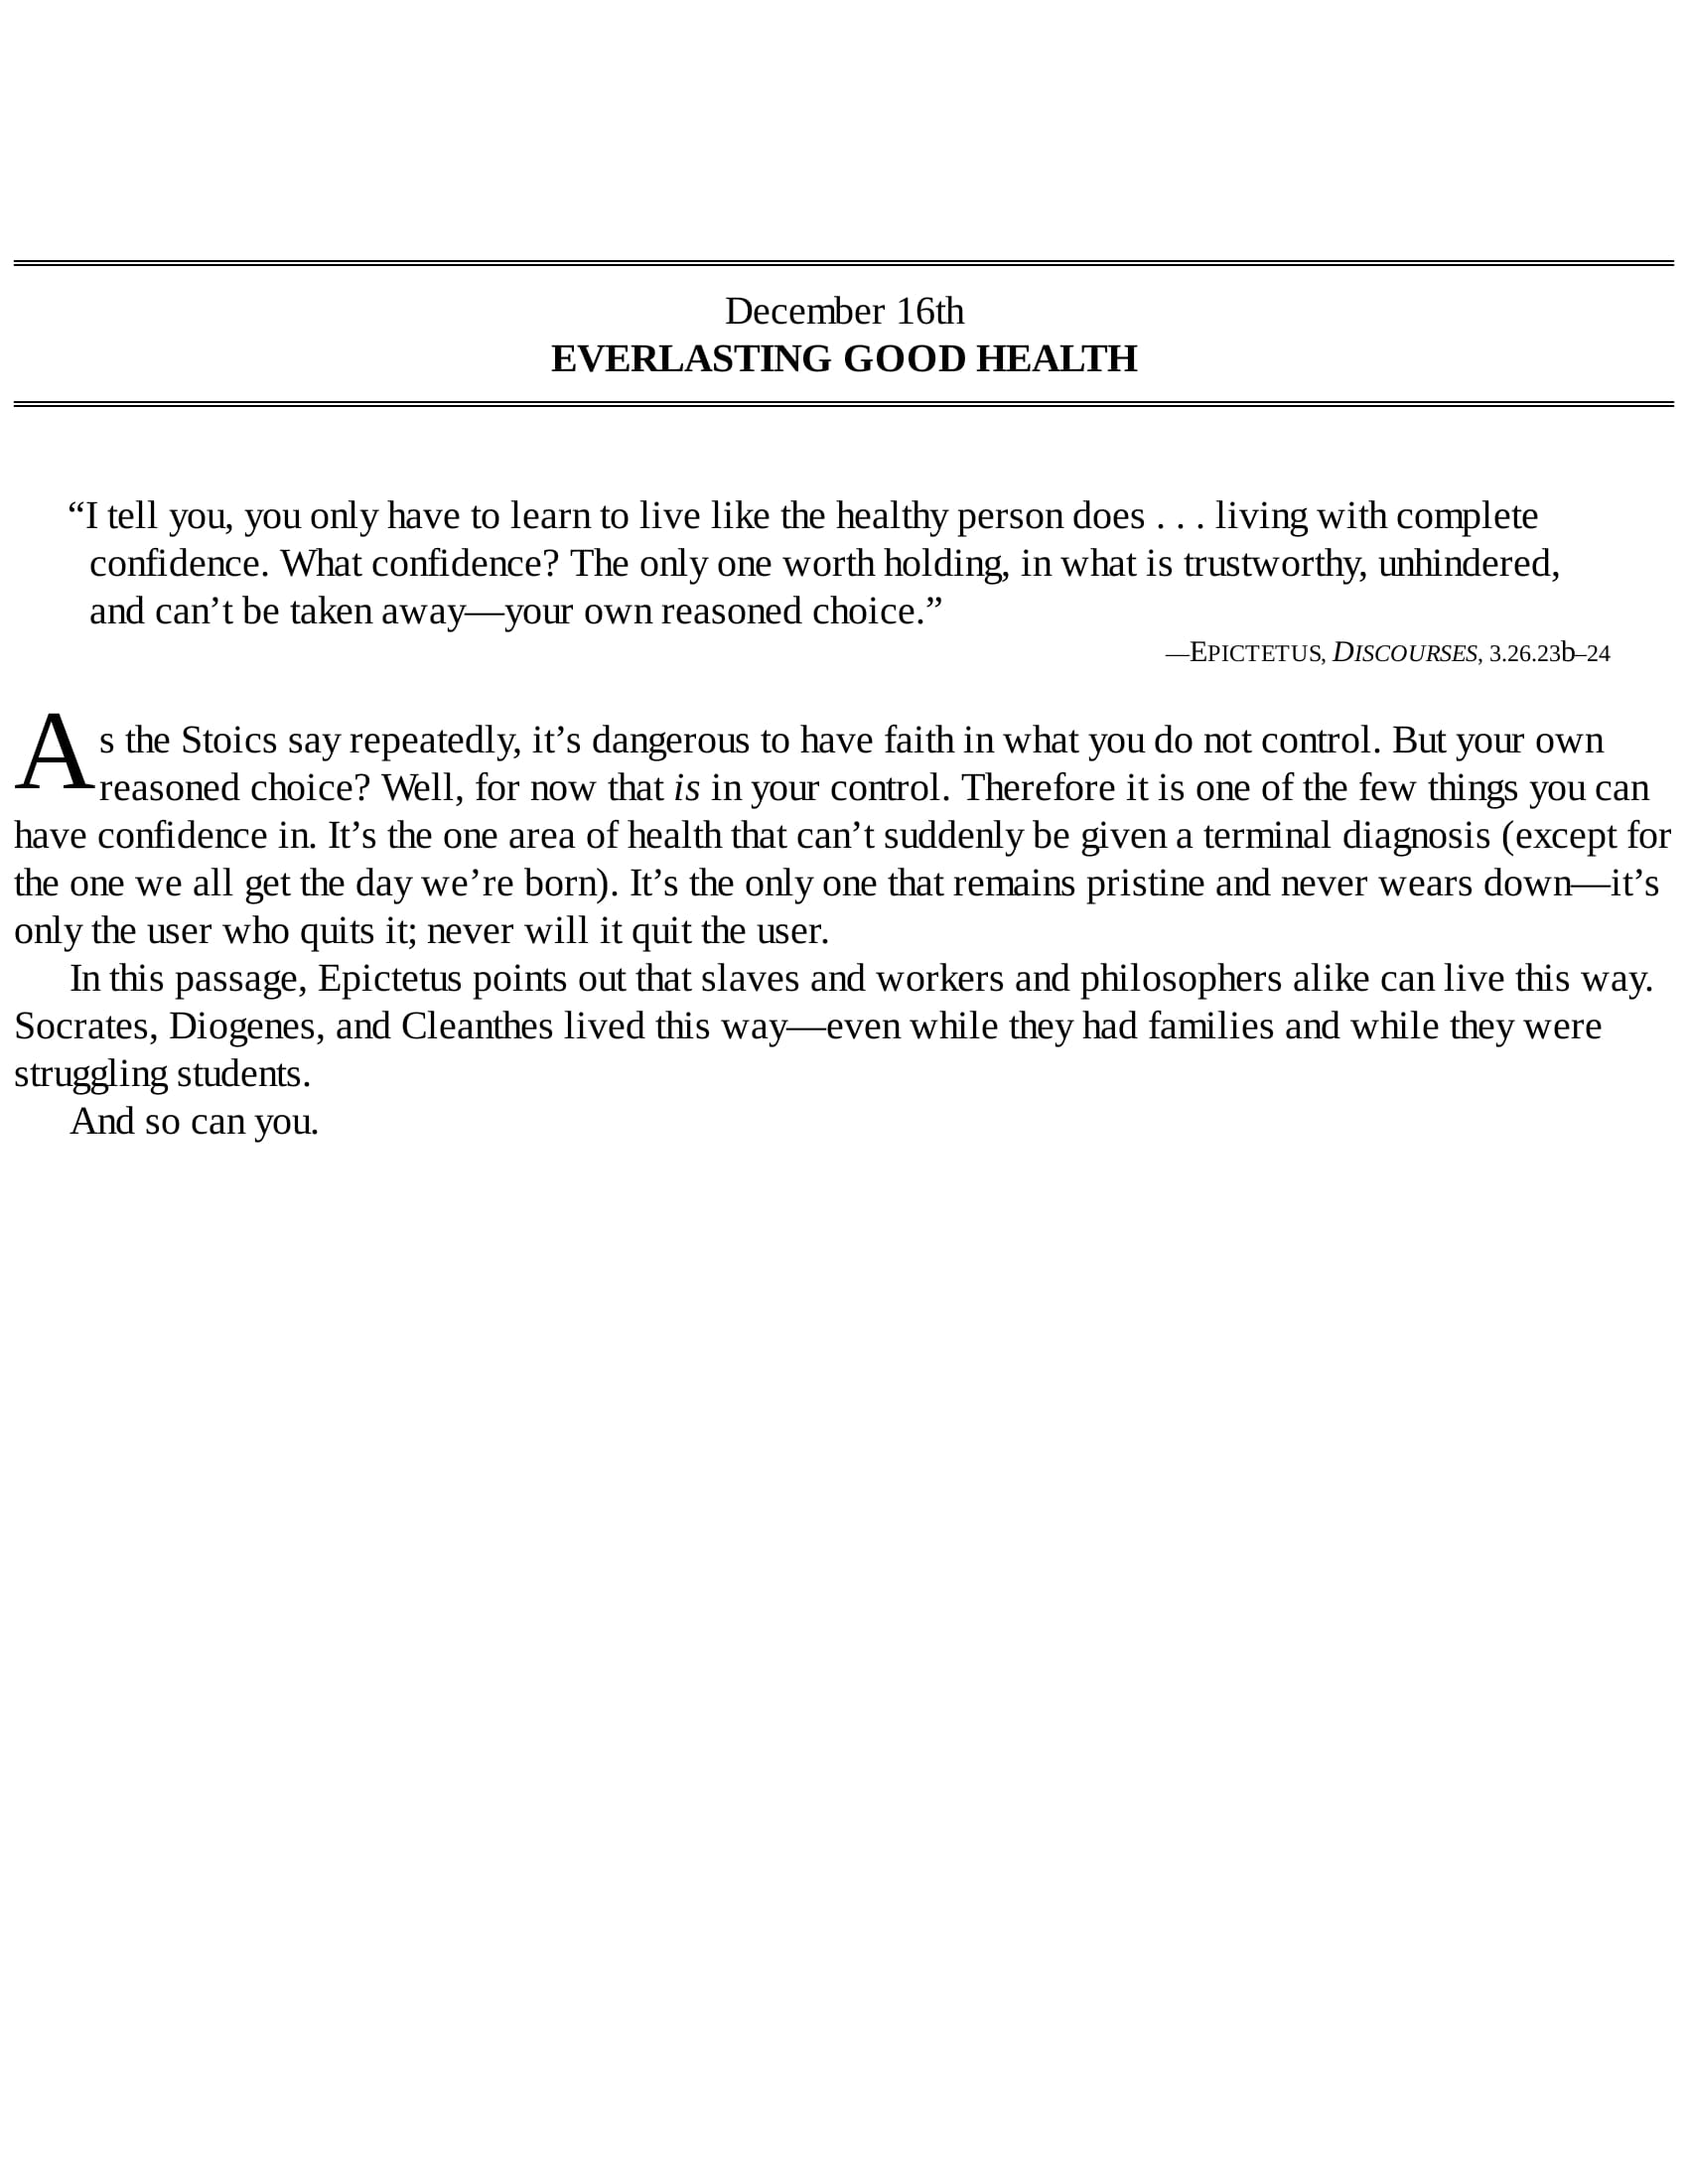 December 16th
EVERLASTING GOOD HEALTH
“I tell you, you only have to learn to live like the healthy person does . . . living with complete
confidence. What confidence? The only one worth holding, in what is trustworthy, unhindered,
and can’t be taken away—your own reasoned choice.”
—EPICTETUS, DISCOURSES, 3.26.23b–24
As the Stoics say repeatedly, it’s dangerous to have faith in what you do not control. But your own
reasoned choice? Well, for now that is in your control. Therefore it is one of the few things you can
have confidence in. It’s the one area of health that can’t suddenly be given a terminal diagnosis (except for
the one we all get the day we’re born). It’s the only one that remains pristine and never wears down—it’s
only the user who quits it; never will it quit the user.
In this passage, Epictetus points out that slaves and workers and philosophers alike can live this way.
Socrates, Diogenes, and Cleanthes lived this way—even while they had families and while they were
struggling students.
And so can you.